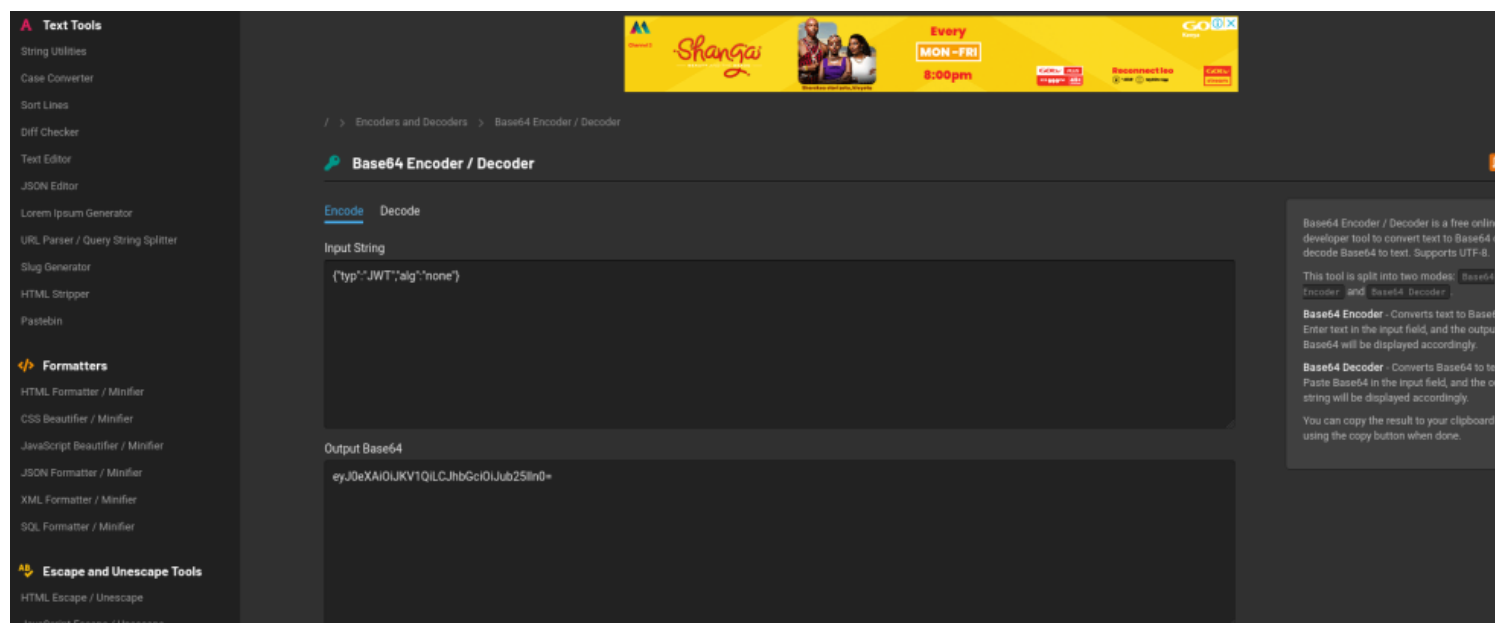 Text Tools
String Utilities
Case Converter
Sort Lines
Diff Checker
Text Editor
JSON Editor
Lorem Ipsum Generator
URL Parser / Query String Splitter
Slug Generator
HTML Stripper
Pastebin
Formatters
HTML Formatter / Minifier
CSS Beautifier / Minifier
JavaScript Beautifier / Minifier
JSON Formatter / Minifier
XML Formatter / Minifier
SQL Formatter / Minifier
Escape and Unescape Tools
HTML Escape / Unescape
JavaScript Escape / Unescape
Shanga
Every
MON -FRI
8:00pm
GO
Reconnect leo
/ > Encoders and Decoders > Base64 Encoder / Decoder
Base64 Encoder / Decoder
Encode Decode
Input String
{"typ":"JWT","alg":"none"}
Output Base64
eyJ0eXAiOiJKV1QiLCJhbGciOiJub25lIn0=
Base64 Encoder / Decoder is a free onlin
developer tool to convert text to Base64
decode Base64 to text. Supports UTF-8.
This tool is split into two modes: Base64
Encoder and Base64 Decoder .
Base64 Encoder - Converts text to Base6
Enter text in the input field, and the outpu
Base64 will be displayed accordingly.
Base64 Decoder - Converts Base64 to te
Paste Base64 in the input field, and the o
string will be displayed accordingly.
You can copy the result to your clipboard
using the copy button when done.